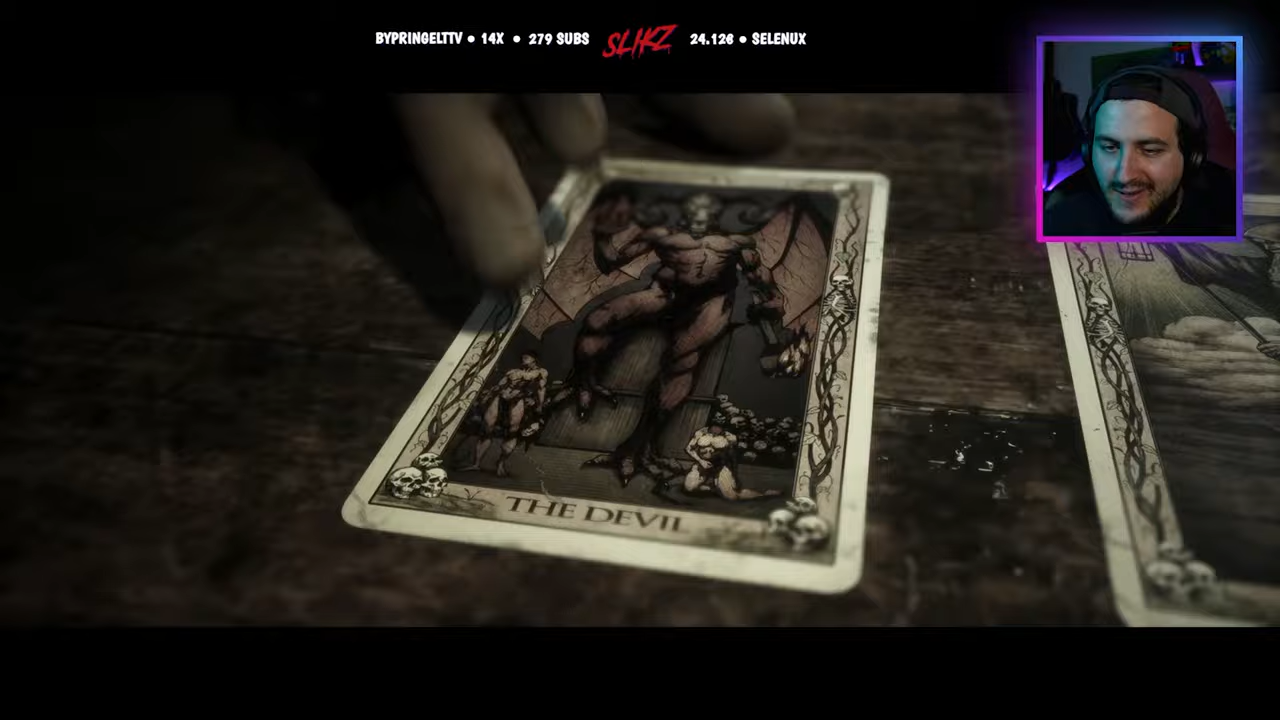 BYPRINGELTTV • 14X • 279 SUBS SLIKZ 24.126 • SELENUX
THE DEVIL